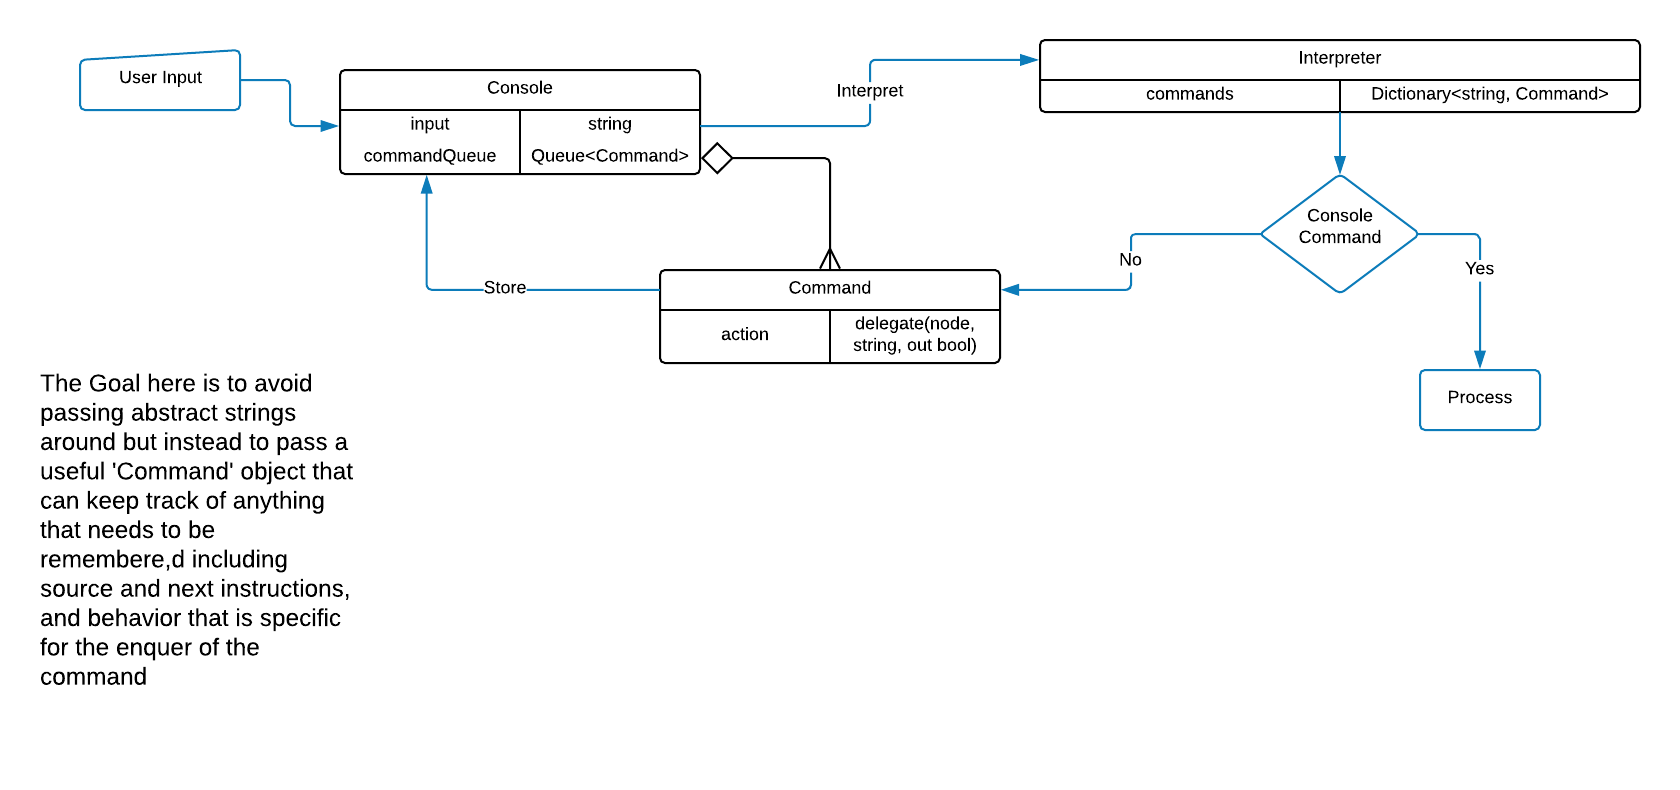 User Input
Console
input
string
commandQueue
Queue<Command>
Interpret
Interpreter
commands
Dictionary<string, Command>
Console
Command
No
Yes
Store
Command
action
delegate(node,
string, out bool)
Process
The Goal here is to avoid
passing abstract strings
around but instead to pass a
useful 'Command' object that
can keep track of anything
that needs to be
remembere,d including
source and next instructions,
and behavior that is specific
for the enquer of the
command